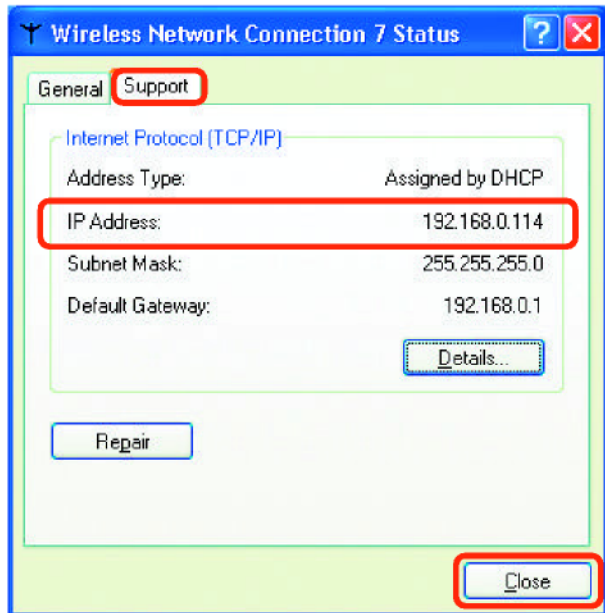 Wireless Network Connection 7 Status
General Support
Internet Protocol (TCP/IP)
Address Type: Assigned by DHCP
IP Address: 192.168.0.114
Subnet Mask: 255.255.255.0
Default Gateway: 192.168.0.1
Details...
Repair
Close